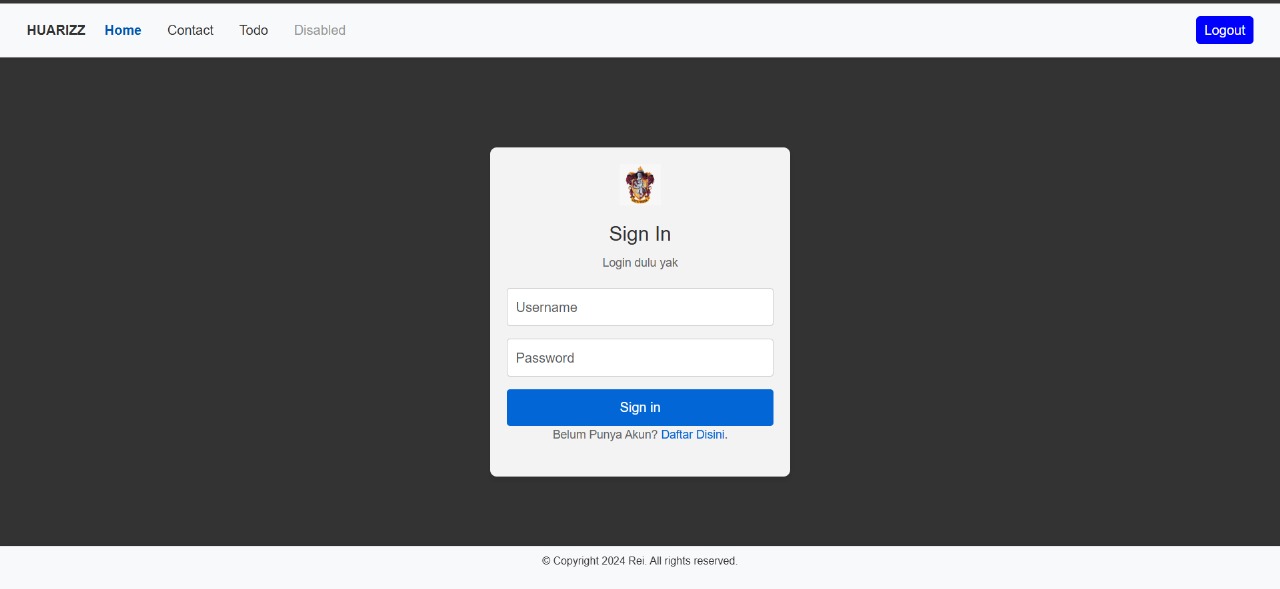 HUARIZZ Home Contact Todo Disabled Logout
Sign In
Login dulu yak
Username
Password
Sign in
Belum Punya Akun? Daftar Disini.
© Copyright 2024 Rei. All rights reserved.